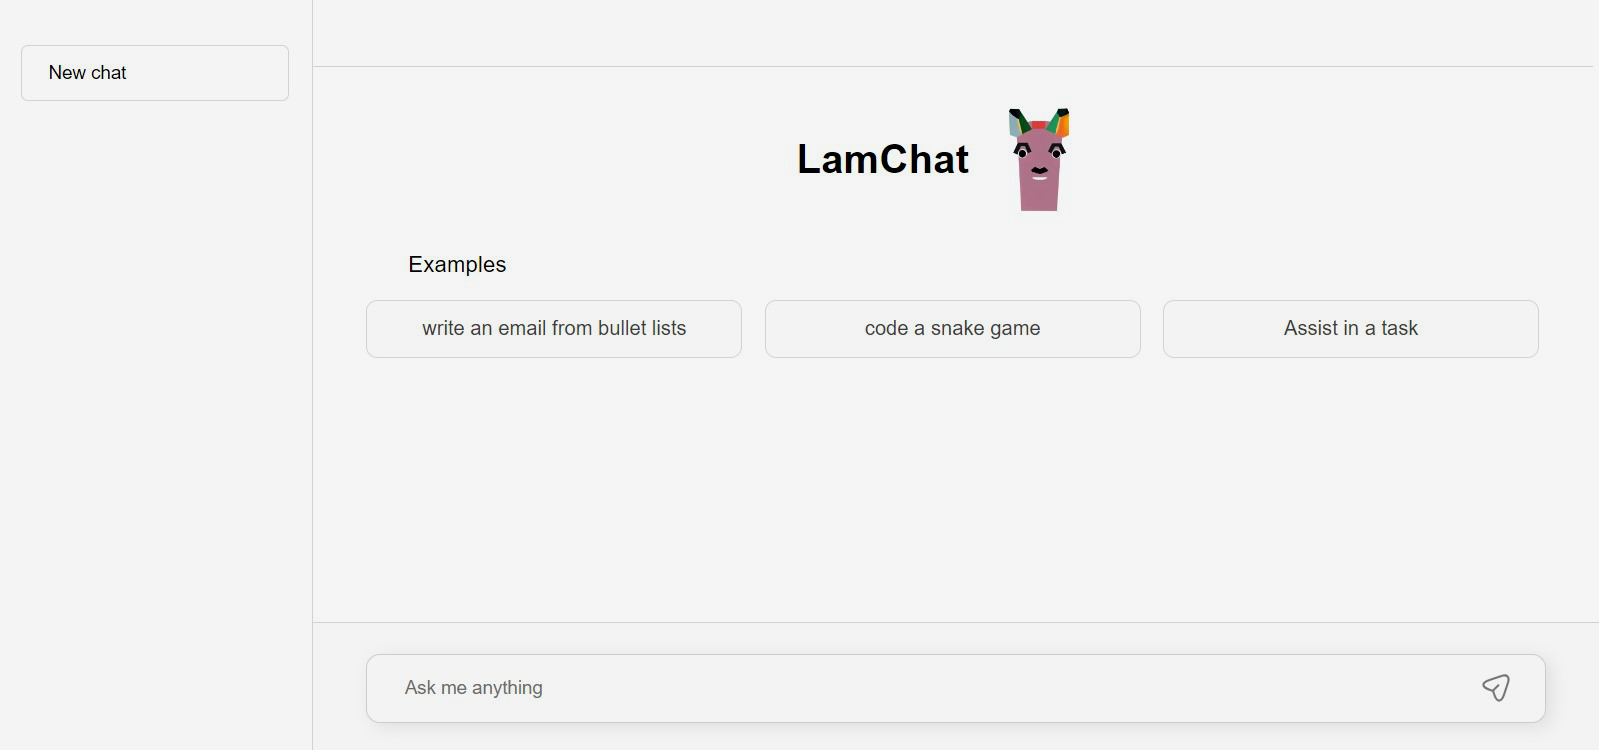 New chat
LamChat
Examples
write an email from bullet lists
code a snake game
Assist in a task
Ask me anything